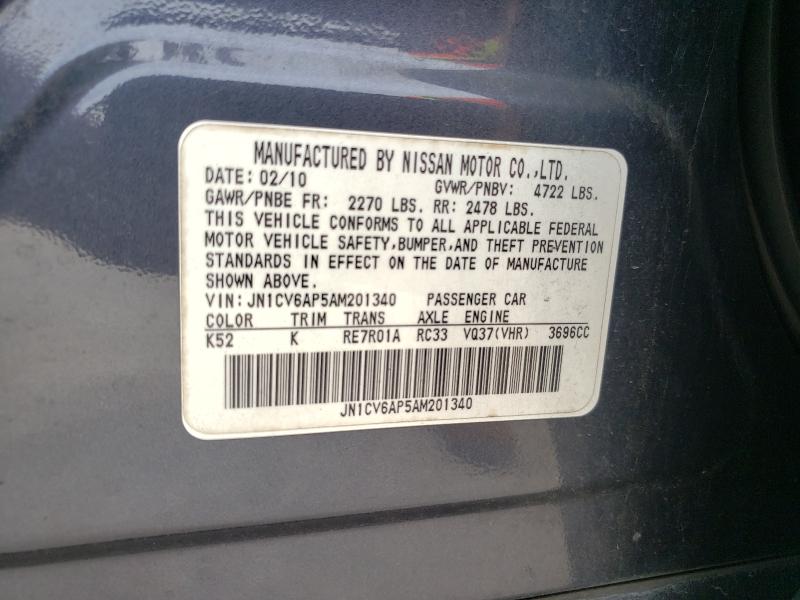 MANUFACTURED BY NISSAN MOTOR CO.,LTD.
DATE: 02/10 GVWR/PNBV: 4722 LBS.
GAWR/PNBE FR: 2270 LBS. RR: 2478 LBS.
THIS VEHICLE CONFORMS TO ALL APPLICABLE FEDERAL
MOTOR VEHICLE SAFETY,BUMPER,AND THEFT PREVENTION
STANDARDS IN EFFECT ON THE DATE OF MANUFACTURE
SHOWN ABOVE.
VIN: JN1CV6AP5AM201340 PASSENGER CAR
COLOR TRIM TRANS AXLE ENGINE
K52 K RE7R01A RC33 VQ37(VHR) 3696CC
JN1CV6AP5AM201340